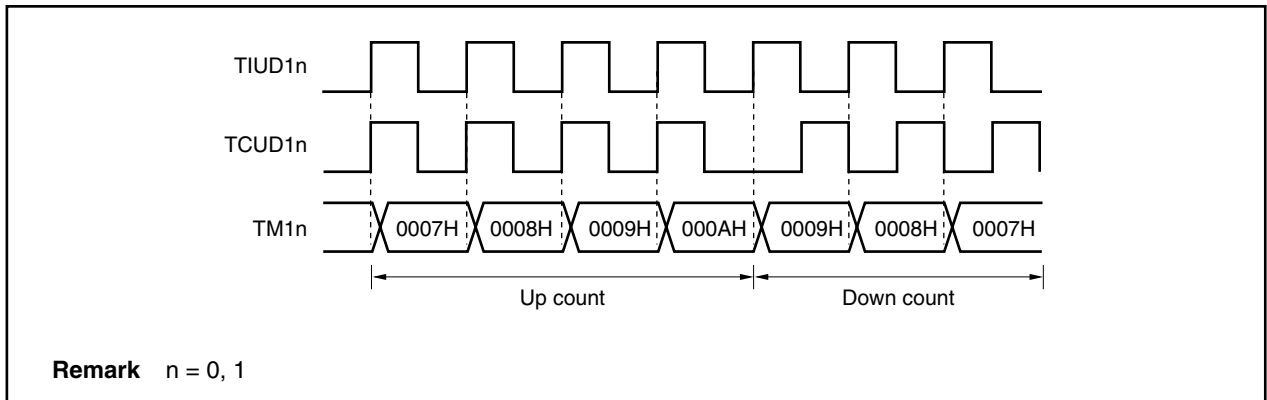 TIUD1n
TCUD1n
TM1n 0007H 0008H 0009H 000AH 0009H 0008H 0007H
Up count Down count
Remark n = 0, 1